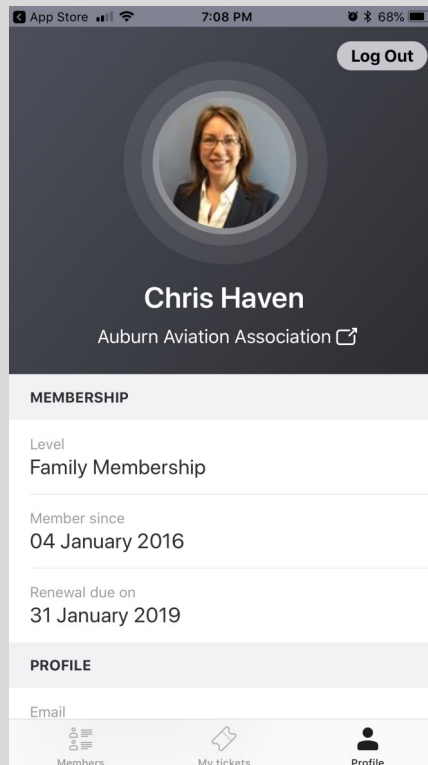 App Store 7:08 PM 68%
Log Out
Chris Haven
Auburn Aviation Association
MEMBERSHIP
Level
Family Membership
Member since
04 January 2016
Renewal due on
31 January 2019
PROFILE
Email
Members My tickets Profile